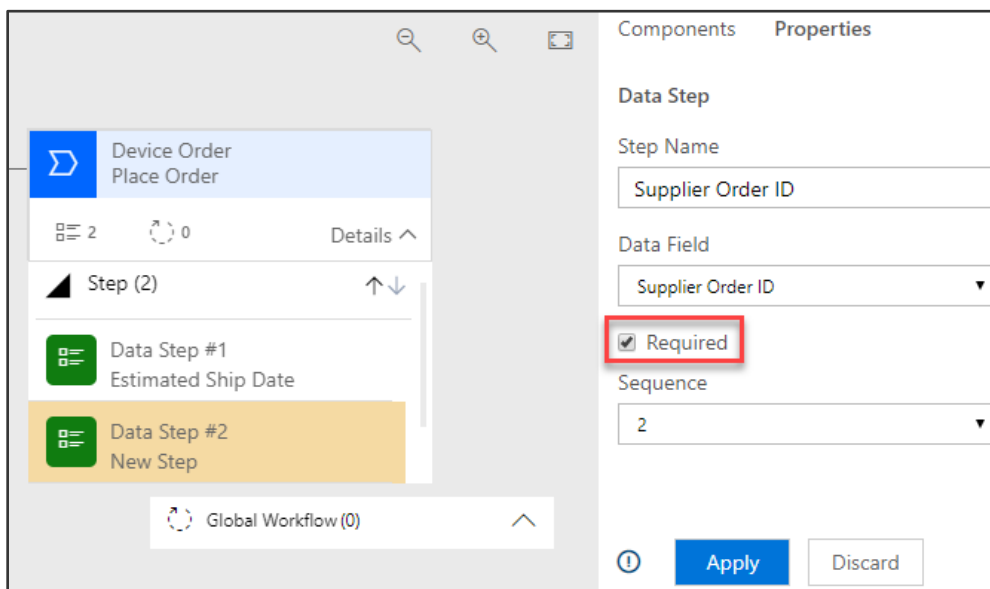 Components Properties
Device Order
Place Order
2 0 Details
Step (2)
Data Step #1
Estimated Ship Date
Data Step #2
New Step
Global Workflow (0)
Data Step
Step Name
Supplier Order ID
Data Field
Supplier Order ID
Required
Sequence
2
Apply Discard